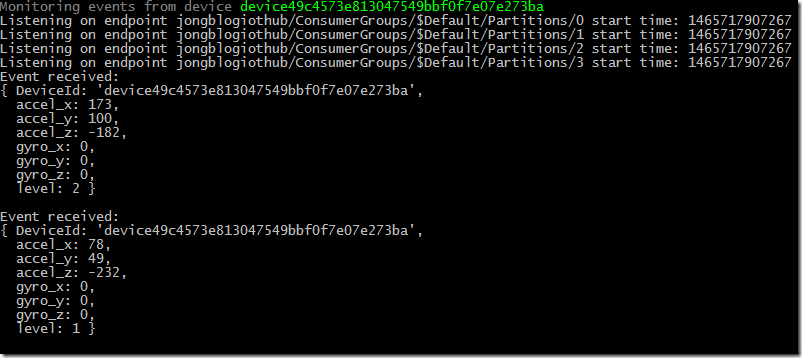 Monitoring events from device device49c4573e813047549bbf0f7e07e273ba
Listening on endpoint jongblogiothub/ConsumerGroups/$Default/Partitions/0 start time: 1465717907267
Listening on endpoint jongblogiothub/ConsumerGroups/$Default/Partitions/1 start time: 1465717907267
Listening on endpoint jongblogiothub/ConsumerGroups/$Default/Partitions/2 start time: 1465717907267
Listening on endpoint jongblogiothub/ConsumerGroups/$Default/Partitions/3 start time: 1465717907267
Event received:
{ DeviceId: 'device49c4573e813047549bbf0f7e07e273ba',
accel_x: 173,
accel_y: 100,
accel_z: -182,
gyro_x: 0,
gyro_y: 0,
gyro_z: 0,
level: 2 }
Event received:
{ DeviceId: 'device49c4573e813047549bbf0f7e07e273ba',
accel_x: 78,
accel_y: 49,
accel_z: -232,
gyro_x: 0,
gyro_y: 0,
gyro_z: 0,
level: 1 }